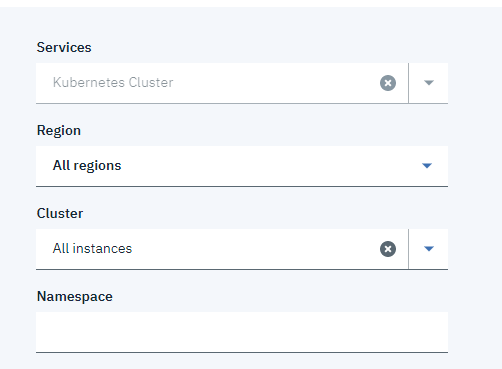 Services
Kubernetes Cluster
Region
All regions
Cluster
All instances
Namespace